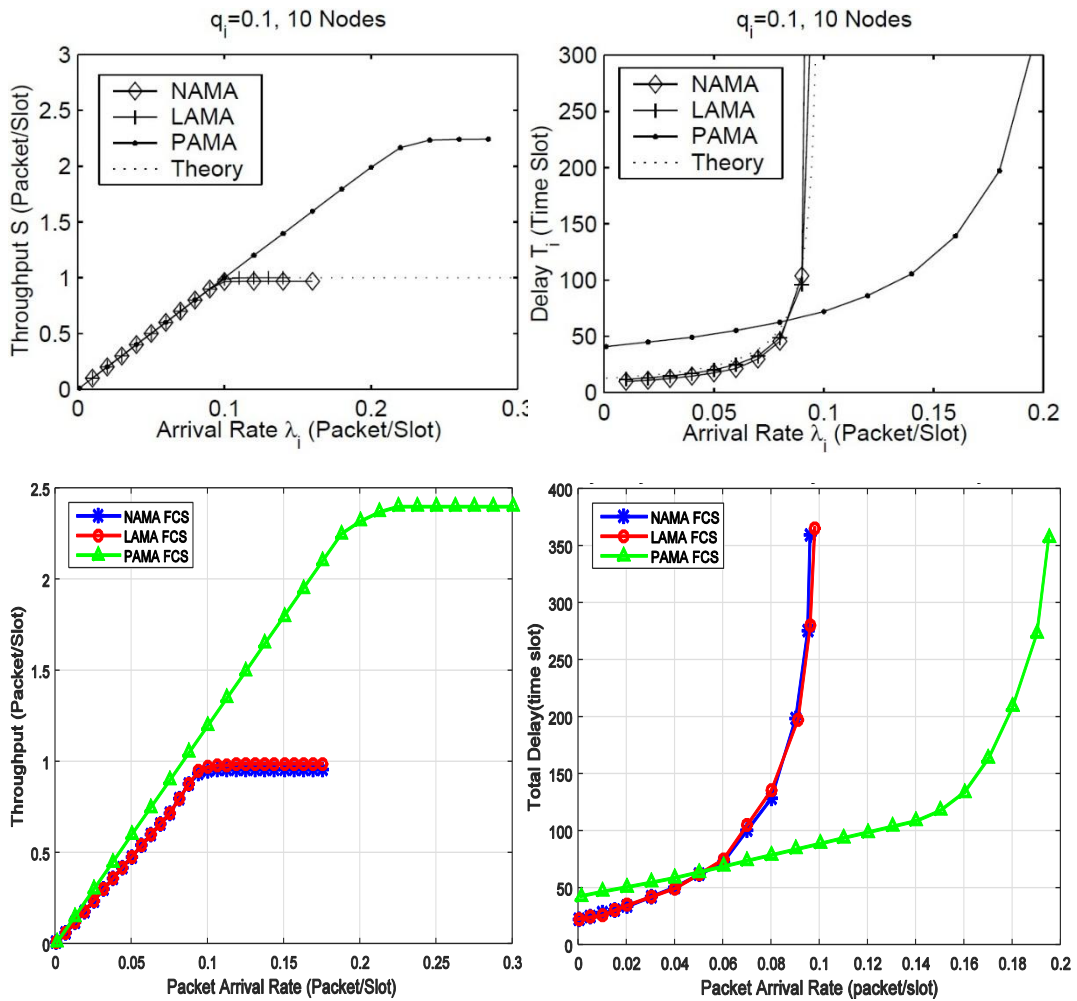 q_i=0.1, 10 Nodes
Throughput S (Packet/Slot)
3
2.5
2
1.5
1
0.5
0
NAMA
LAMA
PAMA
Theory
0
0.1
0.2
0.3
Arrival Rate λ_i (Packet/Slot)
q_i=0.1, 10 Nodes
Delay T_i (Time Slot)
300
250
200
150
100
50
0
NAMA
LAMA
PAMA
Theory
0
0.05
0.1
0.15
0.2
Arrival Rate λ_i (Packet/Slot)
Throughput (Packet/Slot)
2.5
2
1.5
1
0.5
0
NAMA FCS
LAMA FCS
PAMA FCS
0
0.05
0.1
0.15
0.2
0.25
0.3
Packet Arrival Rate (Packet/Slot)
Total Delay(time slot)
400
350
300
250
200
150
100
50
0
NAMA FCS
LAMA FCS
PAMA FCS
0
0.02
0.04
0.06
0.08
0.1
0.12
0.14
0.16
0.18
0.2
Packet Arrival Rate (packet/slot)